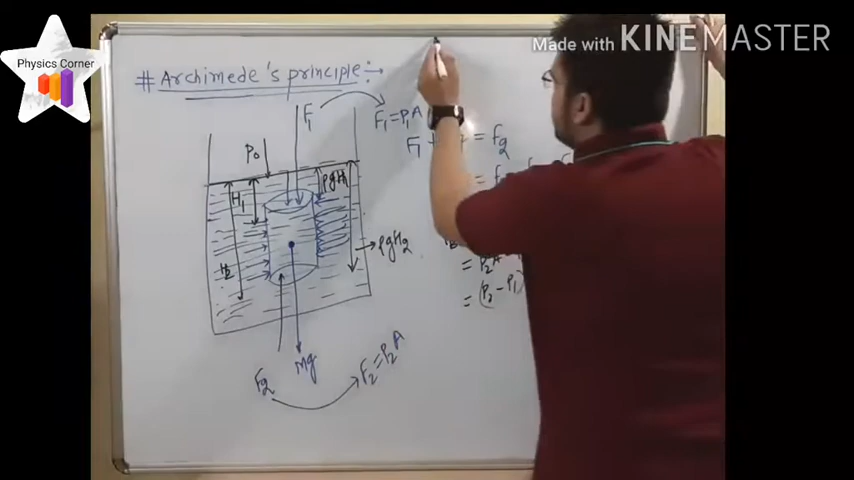 Made with KINEMASTER
Physics Corner
# Archimede's principle :→
F₁
F₁ = P₁A
P₀
= f₂
ρgH₁
H₁
ρgH₂
H₂
= P₂A
= (P₂ - P₁)
Mg
F₂
F₂ = P₂A